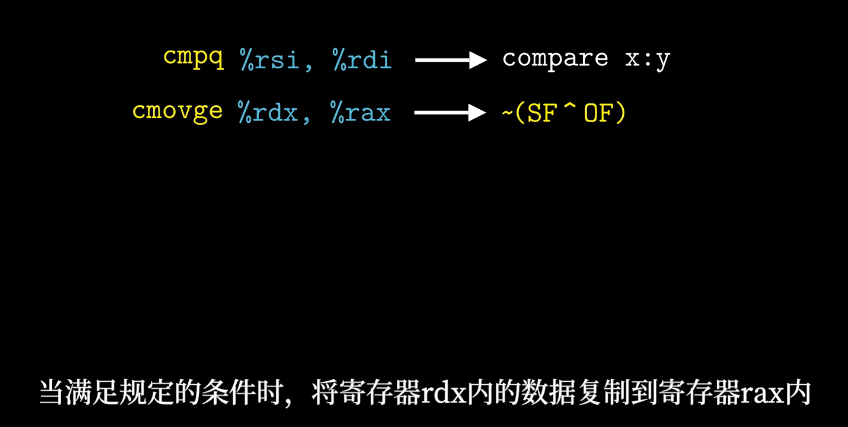 cmpq %rsi, %rdi → compare x:y
cmovge %rdx, %rax → ~(SF^OF)
当满足规定的条件时，将寄存器rdx内的数据复制到寄存器rax内